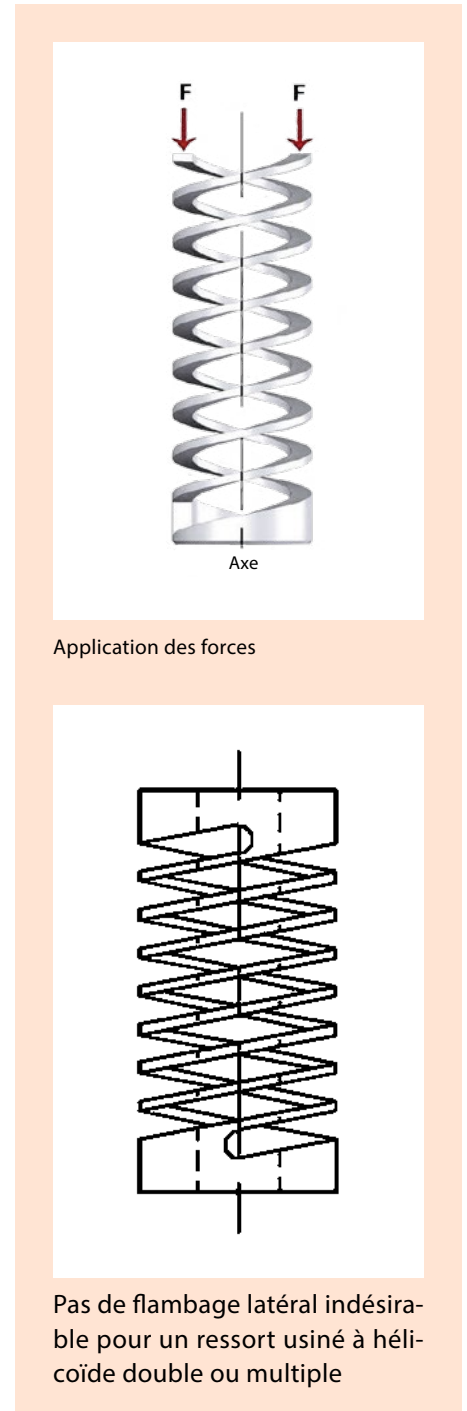 F F
Axe
Application des forces
Pas de flambage latéral indésira-
ble pour un ressort usiné à héli-
coïde double ou multiple